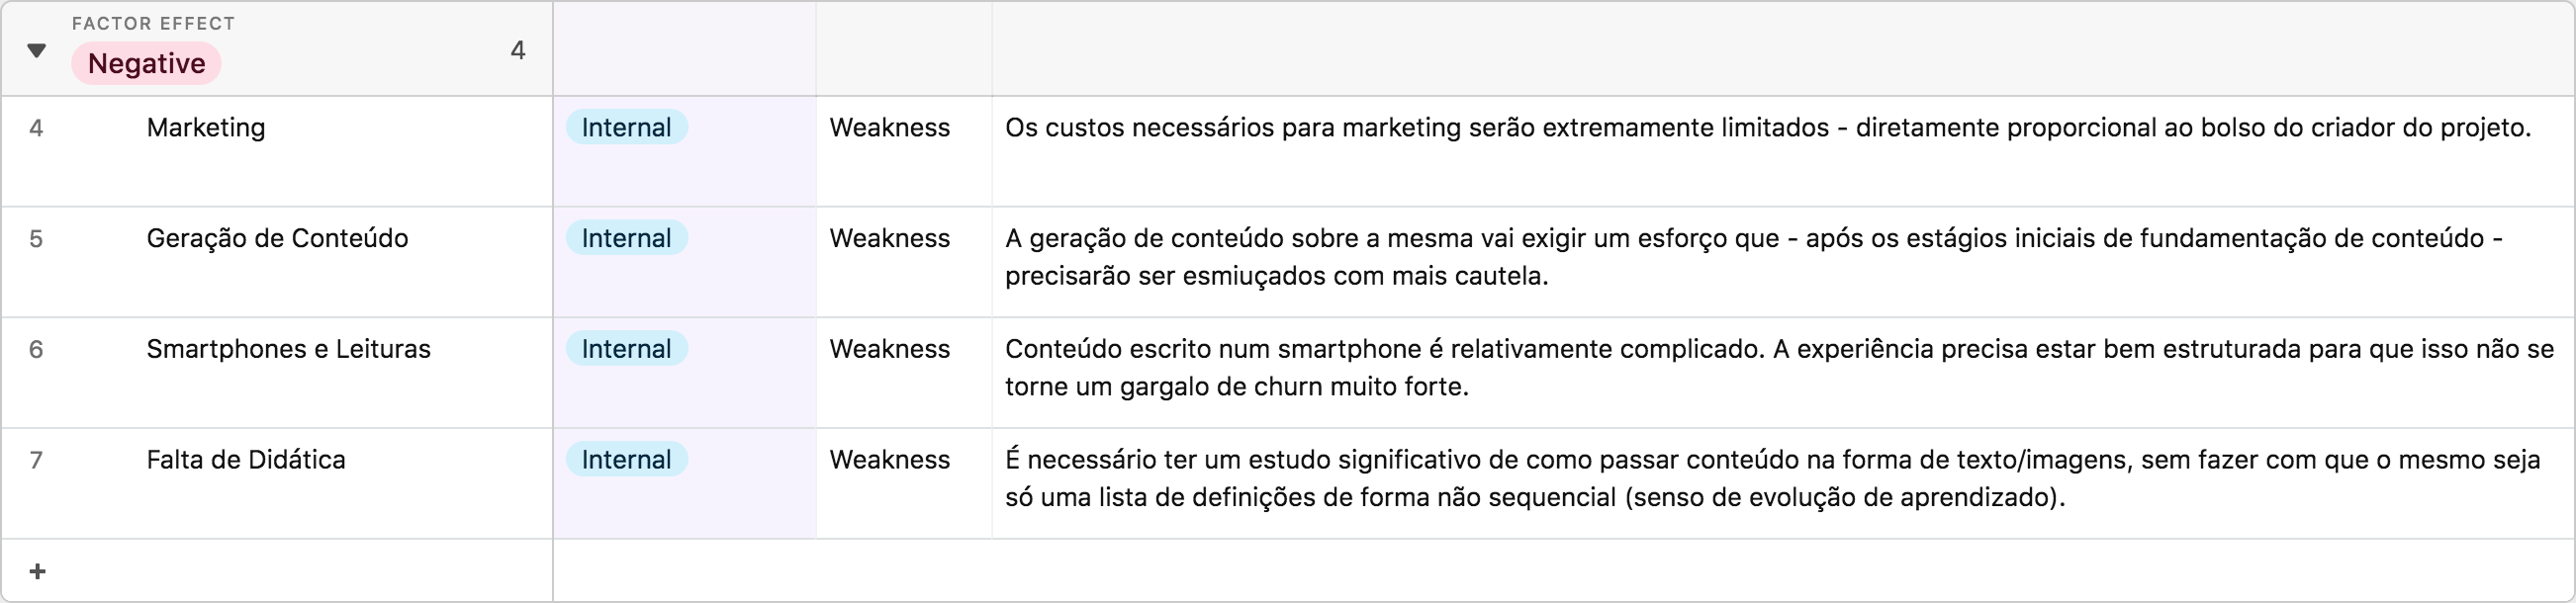 FACTOR EFFECT
Negative
4
4 Marketing Internal Weakness Os custos necessários para marketing serão extremamente limitados - diretamente proporcional ao bolso do criador do projeto.
5 Geração de Conteúdo Internal Weakness A geração de conteúdo sobre a mesma vai exigir um esforço que - após os estágios iniciais de fundamentação de conteúdo -
precisarão ser esmiuçados com mais cautela.
6 Smartphones e Leituras Internal Weakness Conteúdo escrito num smartphone é relativamente complicado. A experiência precisa estar bem estruturada para que isso não se
torne um gargalo de churn muito forte.
7 Falta de Didática Internal Weakness É necessário ter um estudo significativo de como passar conteúdo na forma de texto/imagens, sem fazer com que o mesmo seja
só uma lista de definições de forma não sequencial (senso de evolução de aprendizado).
+